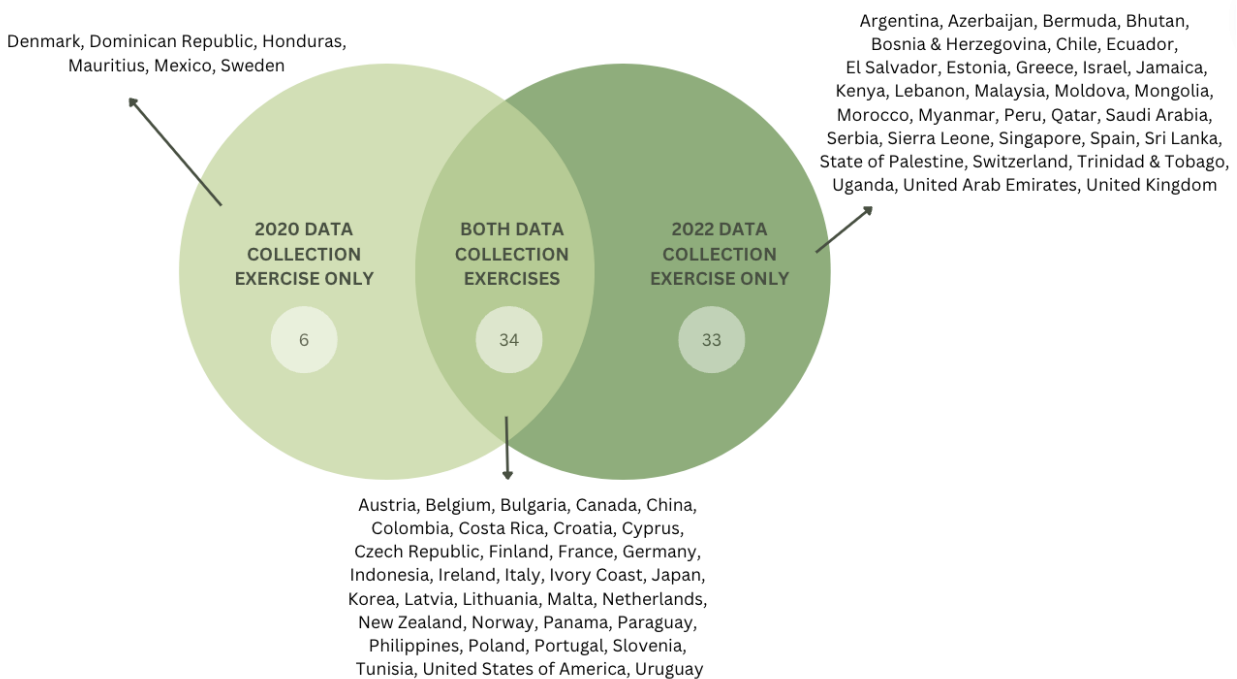 Denmark, Dominican Republic, Honduras,
Mauritius, Mexico, Sweden
Argentina, Azerbaijan, Bermuda, Bhutan,
Bosnia & Herzegovina, Chile, Ecuador,
El Salvador, Estonia, Greece, Israel, Jamaica,
Kenya, Lebanon, Malaysia, Moldova, Mongolia,
Morocco, Myanmar, Peru, Qatar, Saudi Arabia,
Serbia, Sierra Leone, Singapore, Spain, Sri Lanka,
State of Palestine, Switzerland, Trinidad & Tobago,
Uganda, United Arab Emirates, United Kingdom
2020 DATA
COLLECTION
EXERCISE ONLY
6
BOTH DATA
COLLECTION
EXERCISES
34
2022 DATA
COLLECTION
EXERCISE ONLY
33
Austria, Belgium, Bulgaria, Canada, China,
Colombia, Costa Rica, Croatia, Cyprus,
Czech Republic, Finland, France, Germany,
Indonesia, Ireland, Italy, Ivory Coast, Japan,
Korea, Latvia, Lithuania, Malta, Netherlands,
New Zealand, Norway, Panama, Paraguay,
Philippines, Poland, Portugal, Slovenia,
Tunisia, United States of America, Uruguay